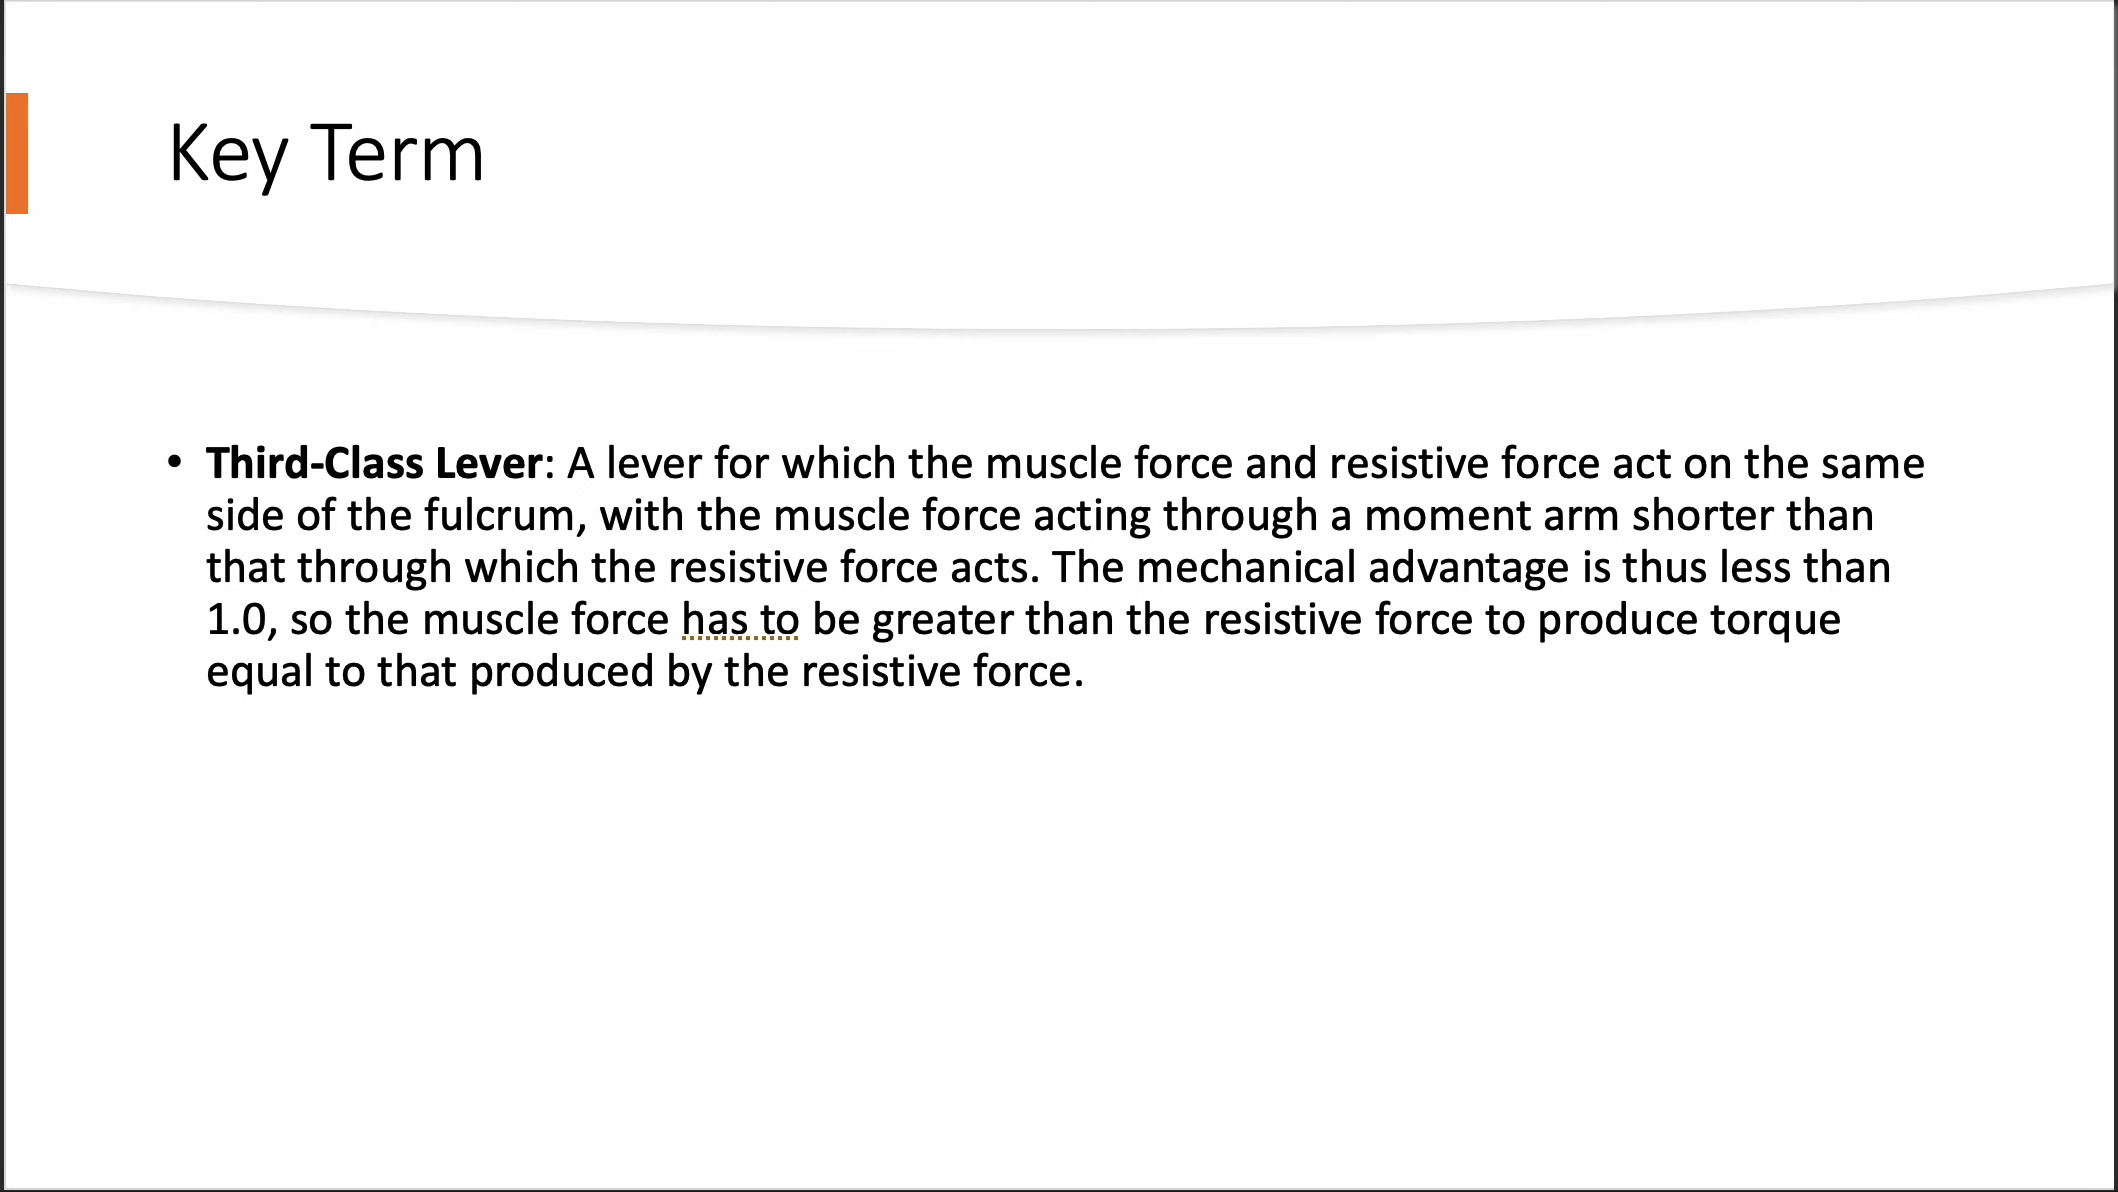 Key Term
• Third-Class Lever: A lever for which the muscle force and resistive force act on the same
side of the fulcrum, with the muscle force acting through a moment arm shorter than
that through which the resistive force acts. The mechanical advantage is thus less than
1.0, so the muscle force has to be greater than the resistive force to produce torque
equal to that produced by the resistive force.